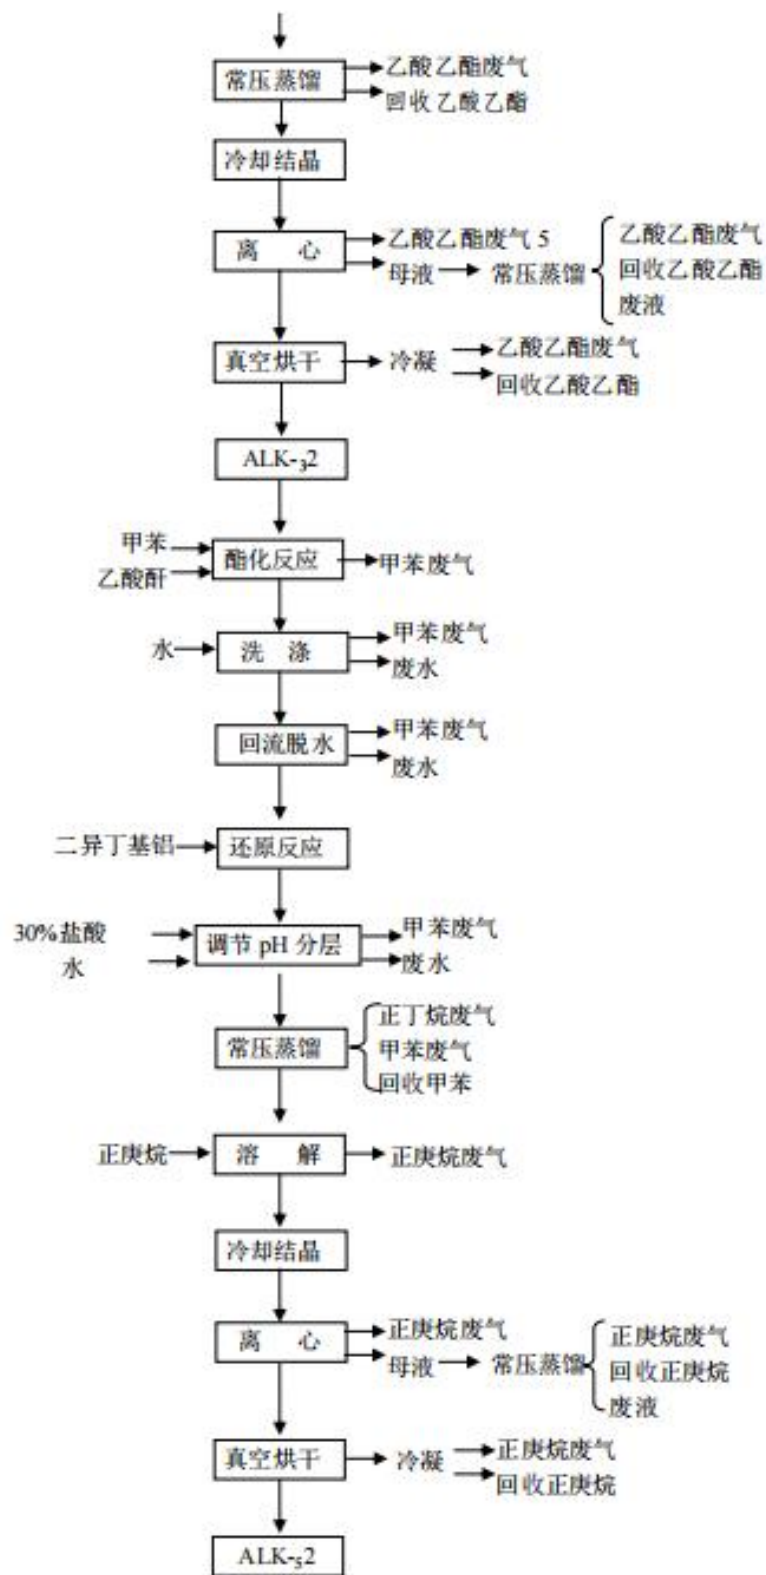 常压蒸馏
乙酸乙酯废气
回收乙酸乙酯
冷却结晶
离 心
乙酸乙酯废气 5
母液
常压蒸馏
乙酸乙酯废气
回收乙酸乙酯
废液
真空烘干
冷凝
乙酸乙酯废气
回收乙酸乙酯
ALK-₃2
甲苯
乙酸酐
酯化反应
甲苯废气
水
洗 涤
甲苯废气
废水
回流脱水
甲苯废气
废水
二异丁基铝
还原反应
30%盐酸
水
调节 pH 分层
甲苯废气
废水
常压蒸馏
正丁烷废气
甲苯废气
回收甲苯
正庚烷
溶 解
正庚烷废气
冷却结晶
离 心
正庚烷废气
母液
常压蒸馏
正庚烷废气
回收正庚烷
废液
真空烘干
冷凝
正庚烷废气
回收正庚烷
ALK-₅2